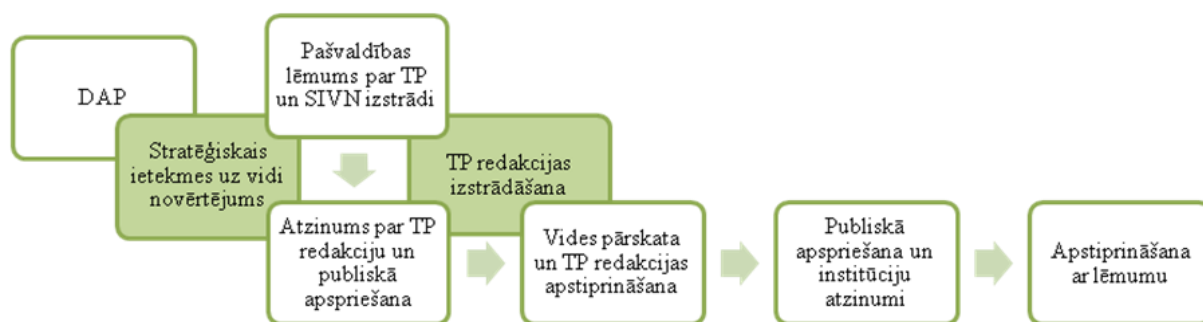 DAP
Pašvaldības
lēmums par TP
un SIVN izstrādi
Stratēģiskais
ietekmes uz vidi
novērtējums
TP redakcijas
izstrādāšana
Atzinums par TP
redakciju un
publiskā
apspriešana
Vides pārskata
un TP redakcijas
apstiprināšana
Publiskā
apspriešana un
institūciju
atzinumi
Apstiprināšana
ar lēmumu